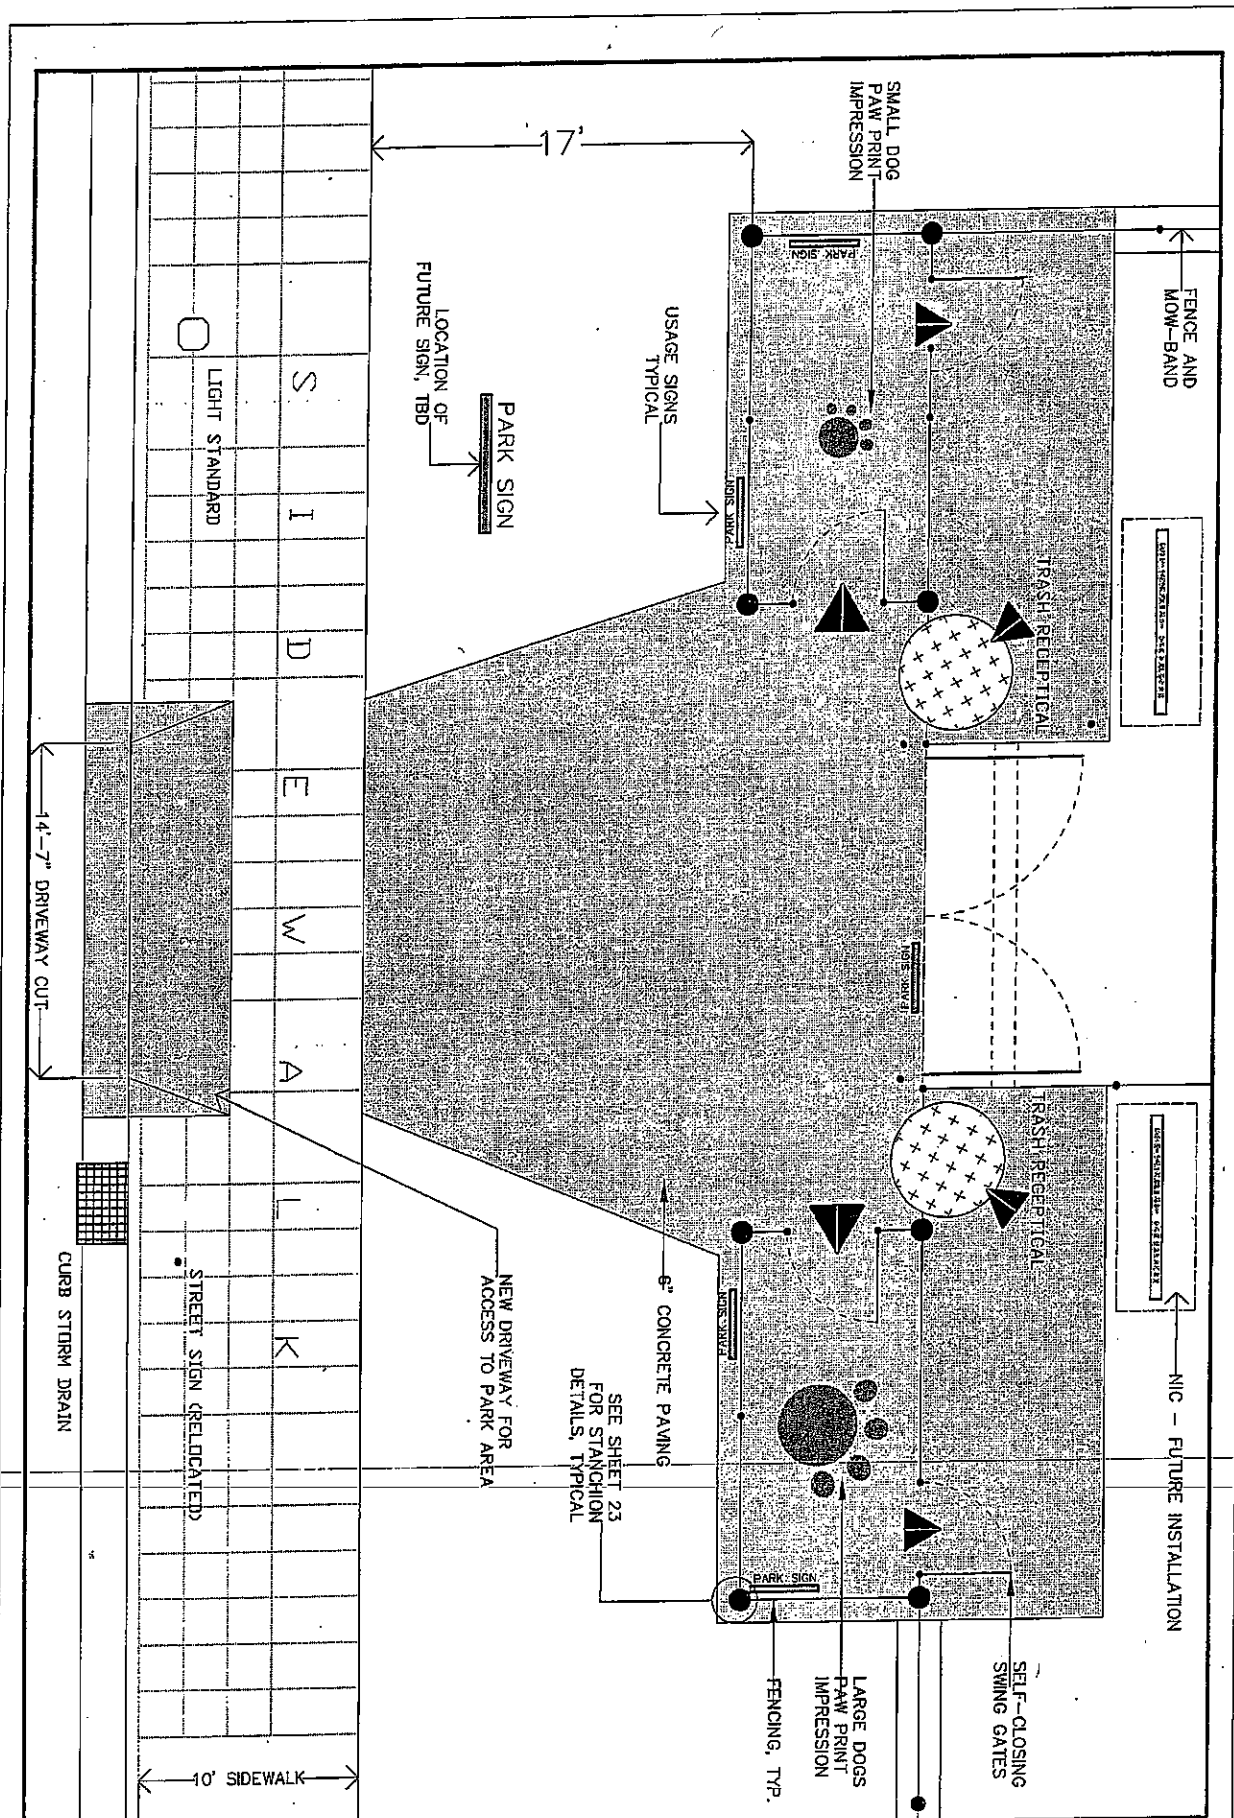 FENCE AND
MOW-BAND
SMALL DOG
PAW PRINT
IMPRESSION
17'
PARK SIGN
USAGE SIGNS
TYPICAL
PARK SIGN
PARK SIGN
LOCATION OF
FUTURE SIGN, TBD
LIGHT STANDARD
SIDEWALK
TRASH RECEPTICAL
PARK SIGN
14'-7" DRIVEWAY CUT
TRASH RECEPTICAL
NIC - FUTURE INSTALLATION
PARK SIGN
6" CONCRETE PAVING
NEW DRIVEWAY FOR
ACCESS TO PARK AREA
STREET SIGN (RELOCATED)
CURB STORM DRAIN
SEE SHEET 23
FOR STANCHION
DETAILS, TYPICAL
PARK SIGN
SELF-CLOSING
SWING GATES
LARGE DOGS
PAW PRINT
IMPRESSION
FENCING, TYP.
10' SIDEWALK